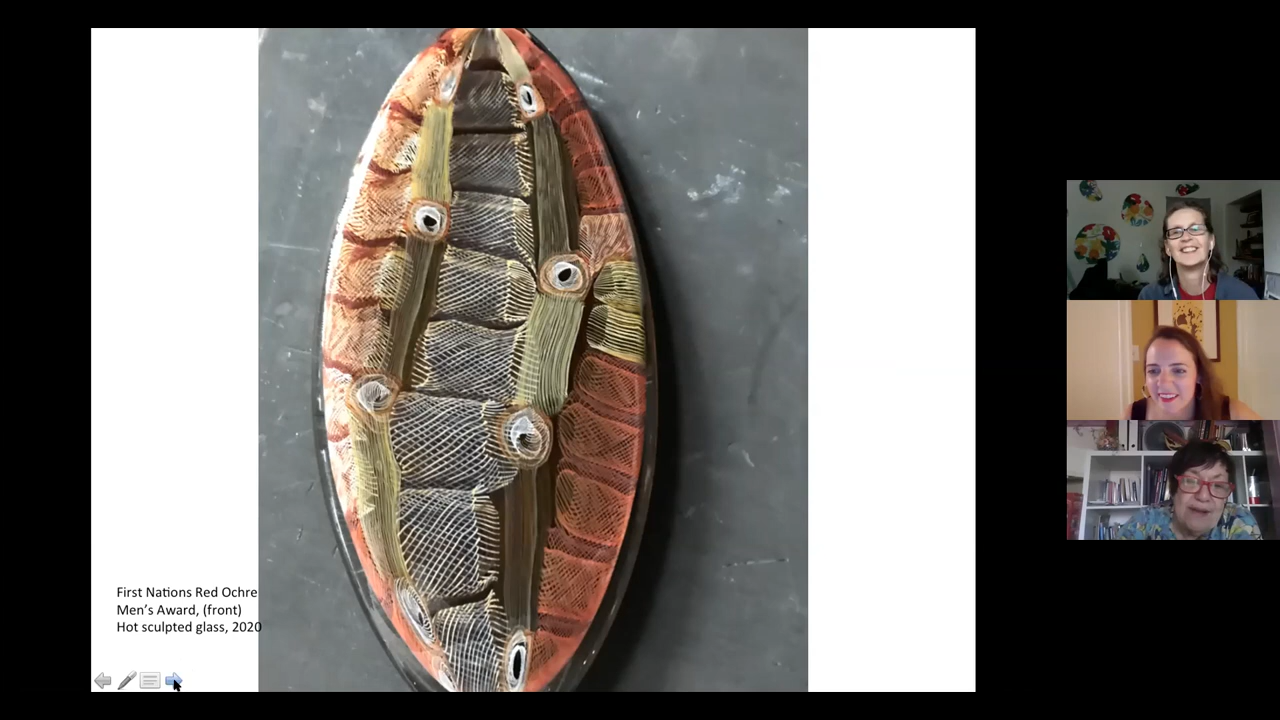 First Nations Red Ochre
Men's Award, (front)
Hot sculpted glass, 2020